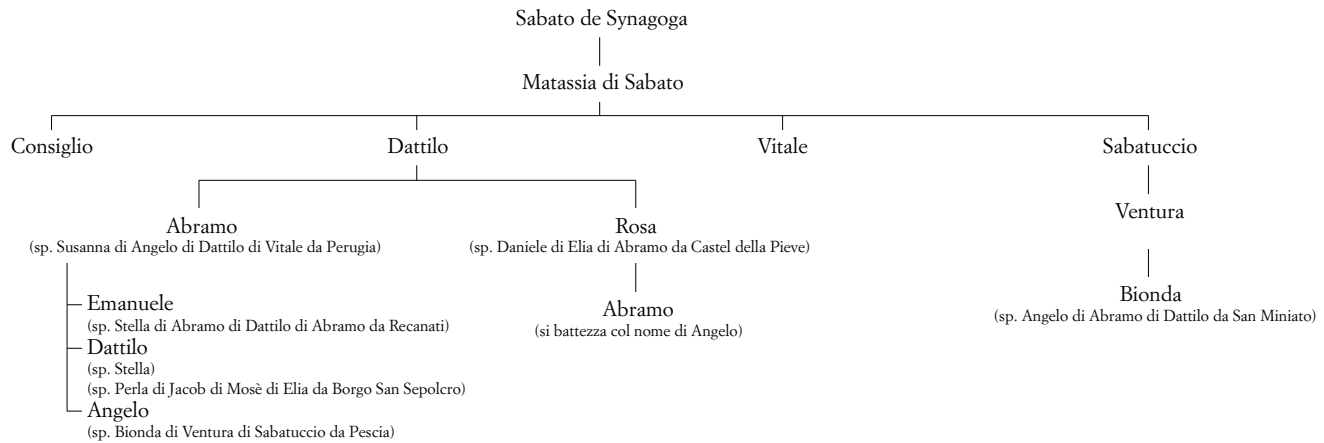 Sabato de Synagoga
Matassia di Sabato
Consiglio
Dattilo
Vitale
Sabatuccio
Abramo
(sp. Susanna di Angelo di Dattilo di Vitale da Perugia)
Rosa
(sp. Daniele di Elia di Abramo da Castel della Pieve)
Ventura
Emanuele
(sp. Stella di Abramo di Dattilo di Abramo da Recanati)
Dattilo
(sp. Stella)
(sp. Perla di Jacob di Mosè di Elia da Borgo San Sepolcro)
Angelo
(sp. Bionda di Ventura di Sabatuccio da Pescia)
Abramo
(si battezza col nome di Angelo)
Bionda
(sp. Angelo di Abramo di Dattilo da San Miniato)